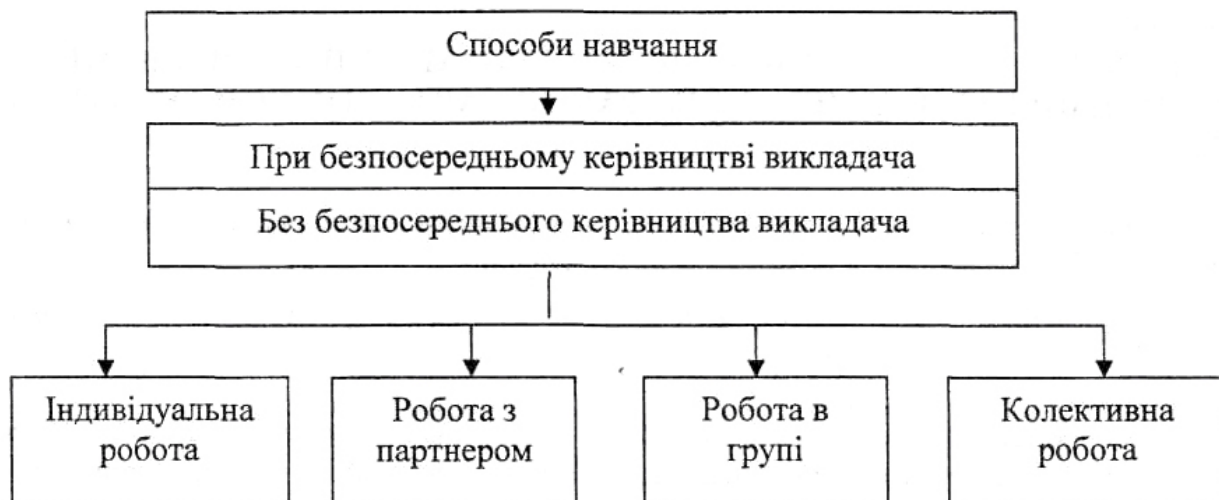 Способи навчання
При безпосередньому керівництві викладача
Без безпосереднього керівництва викладача
Індивідуальна
робота
Робота з
партнером
Робота в
групі
Колективна
робота